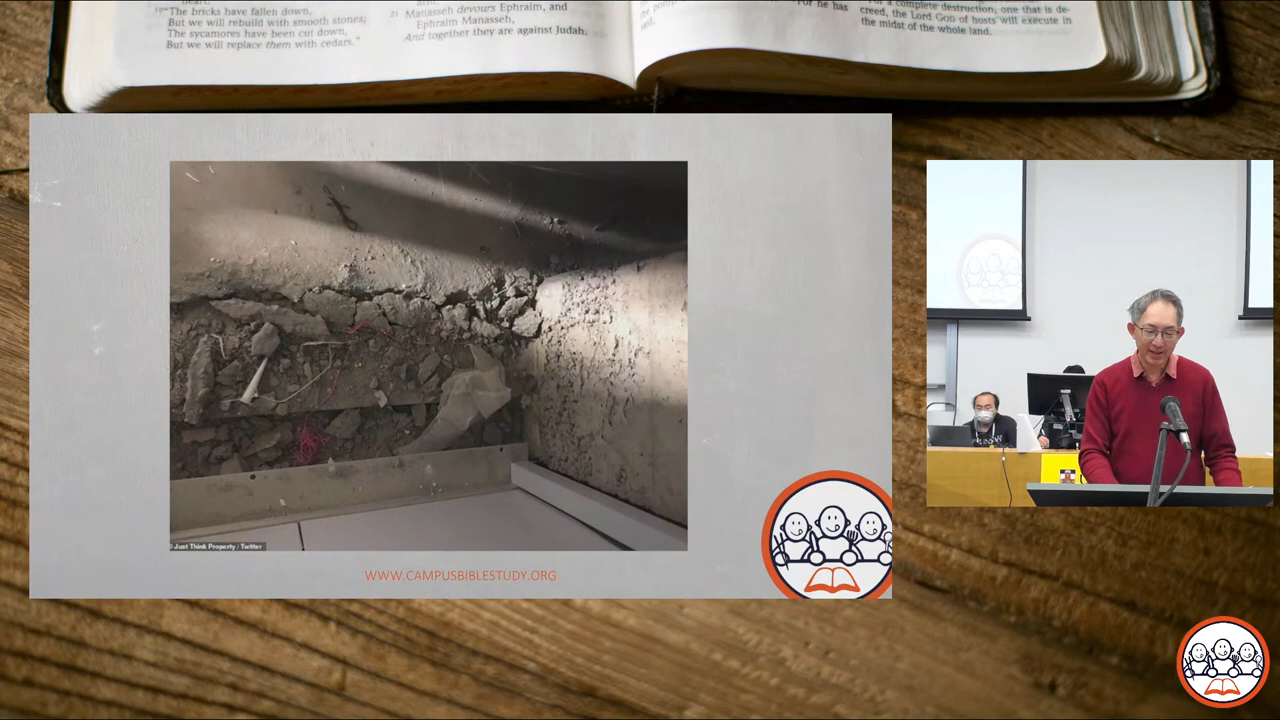 heart:
10 "The bricks have fallen down,
But we will rebuild with smooth stones;
The sycamores have been cut down,
But we will replace them with cedars."
21 Manasseh devours Ephraim, and
Ephraim Manasseh,
And together they are against Judah.
For he has
For a complete destruction, one that is de-
creed, the Lord GOD of hosts will execute in
the midst of the whole land.
© Just Think Property / Twitter
WWW.CAMPUSBIBLESTUDY.ORG